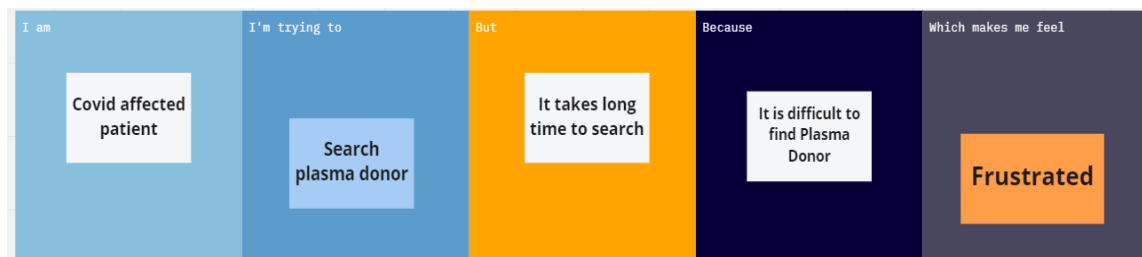 I am
Covid affected
patient
I'm trying to
Search
plasma donor
But
It takes long
time to search
Because
It is difficult to
find Plasma
Donor
Which makes me feel
Frustrated